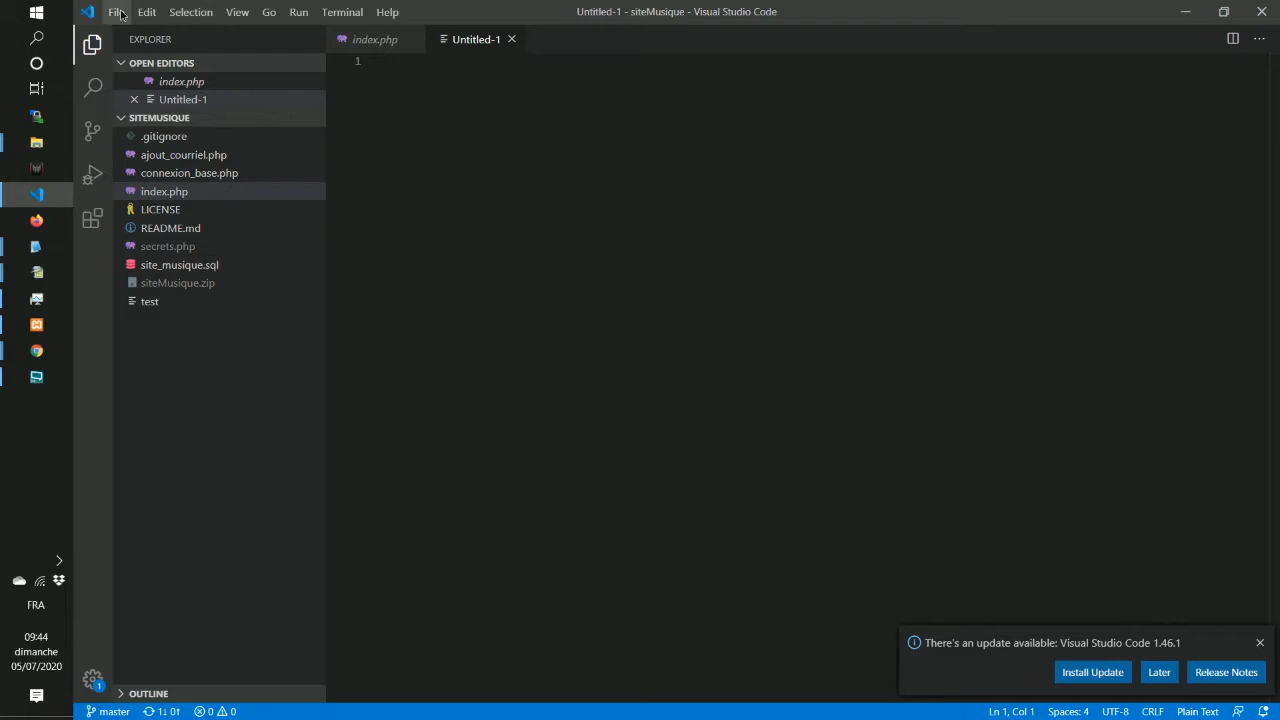 File Edit Selection View Go Run Terminal Help
Untitled-1 - siteMusique - Visual Studio Code
EXPLORER
index.php
Untitled-1
OPEN EDITORS
index.php
Untitled-1
SITEMUSIQUE
.gitignore
ajout_courriel.php
connexion_base.php
index.php
LICENSE
README.md
secrets.php
site_musique.sql
siteMusique.zip
test
OUTLINE
1
FRA
09:44
dimanche
05/07/2020
There's an update available: Visual Studio Code 1.46.1
Install Update Later Release Notes
1
master 1↓ 0↑ 0 0
Ln 1, Col 1 Spaces: 4 UTF-8 CRLF Plain Text